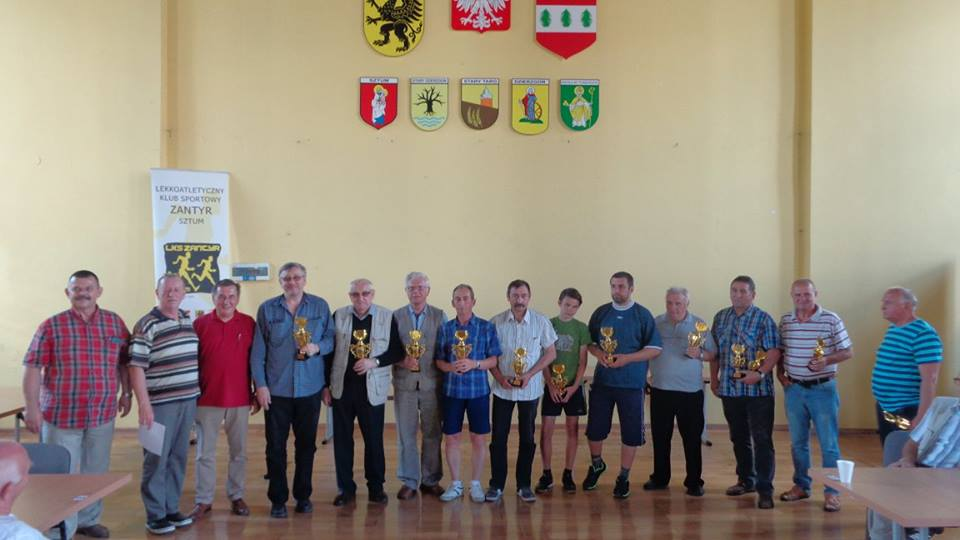 SZTUM
STARY DZIERZGOŃ
STARY TARG
DZIERZGOŃ
LEKKOATLETYCZNY
KLUB SPORTOWY
ZANTYR
SZTUM
LKS ZANTYR